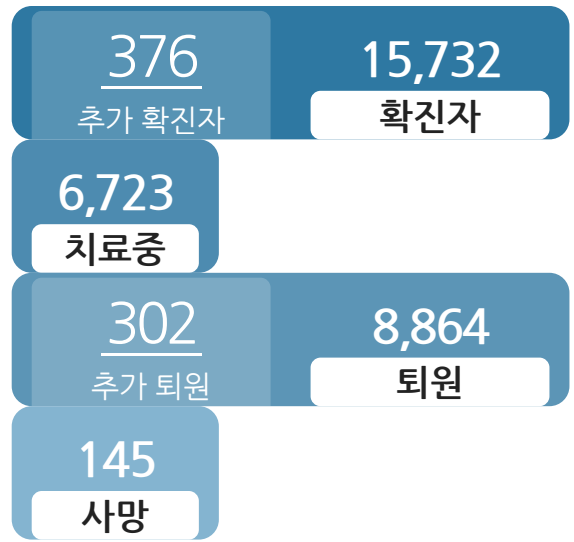 376
추가 확진자
15,732
확진자
6,723
치료중
302
추가 퇴원
8,864
퇴원
145
사망